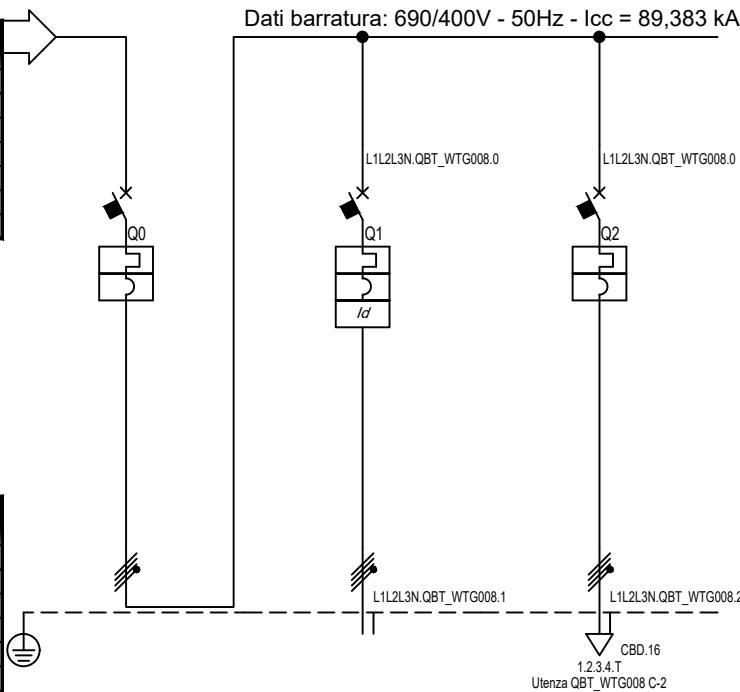 Dati barratura: 690/400V - 50Hz - Icc = 89,383 kA
L1L2L3N.QBT_WTG008.0
L1L2L3N.QBT_WTG008.0
Q0
Q1
Q2
Id
L1L2L3N.QBT_WTG008.1
L1L2L3N.QBT_WTG008.2
CBD.16
1.2.3.4.T
Utenza QBT_WTG008 C-2